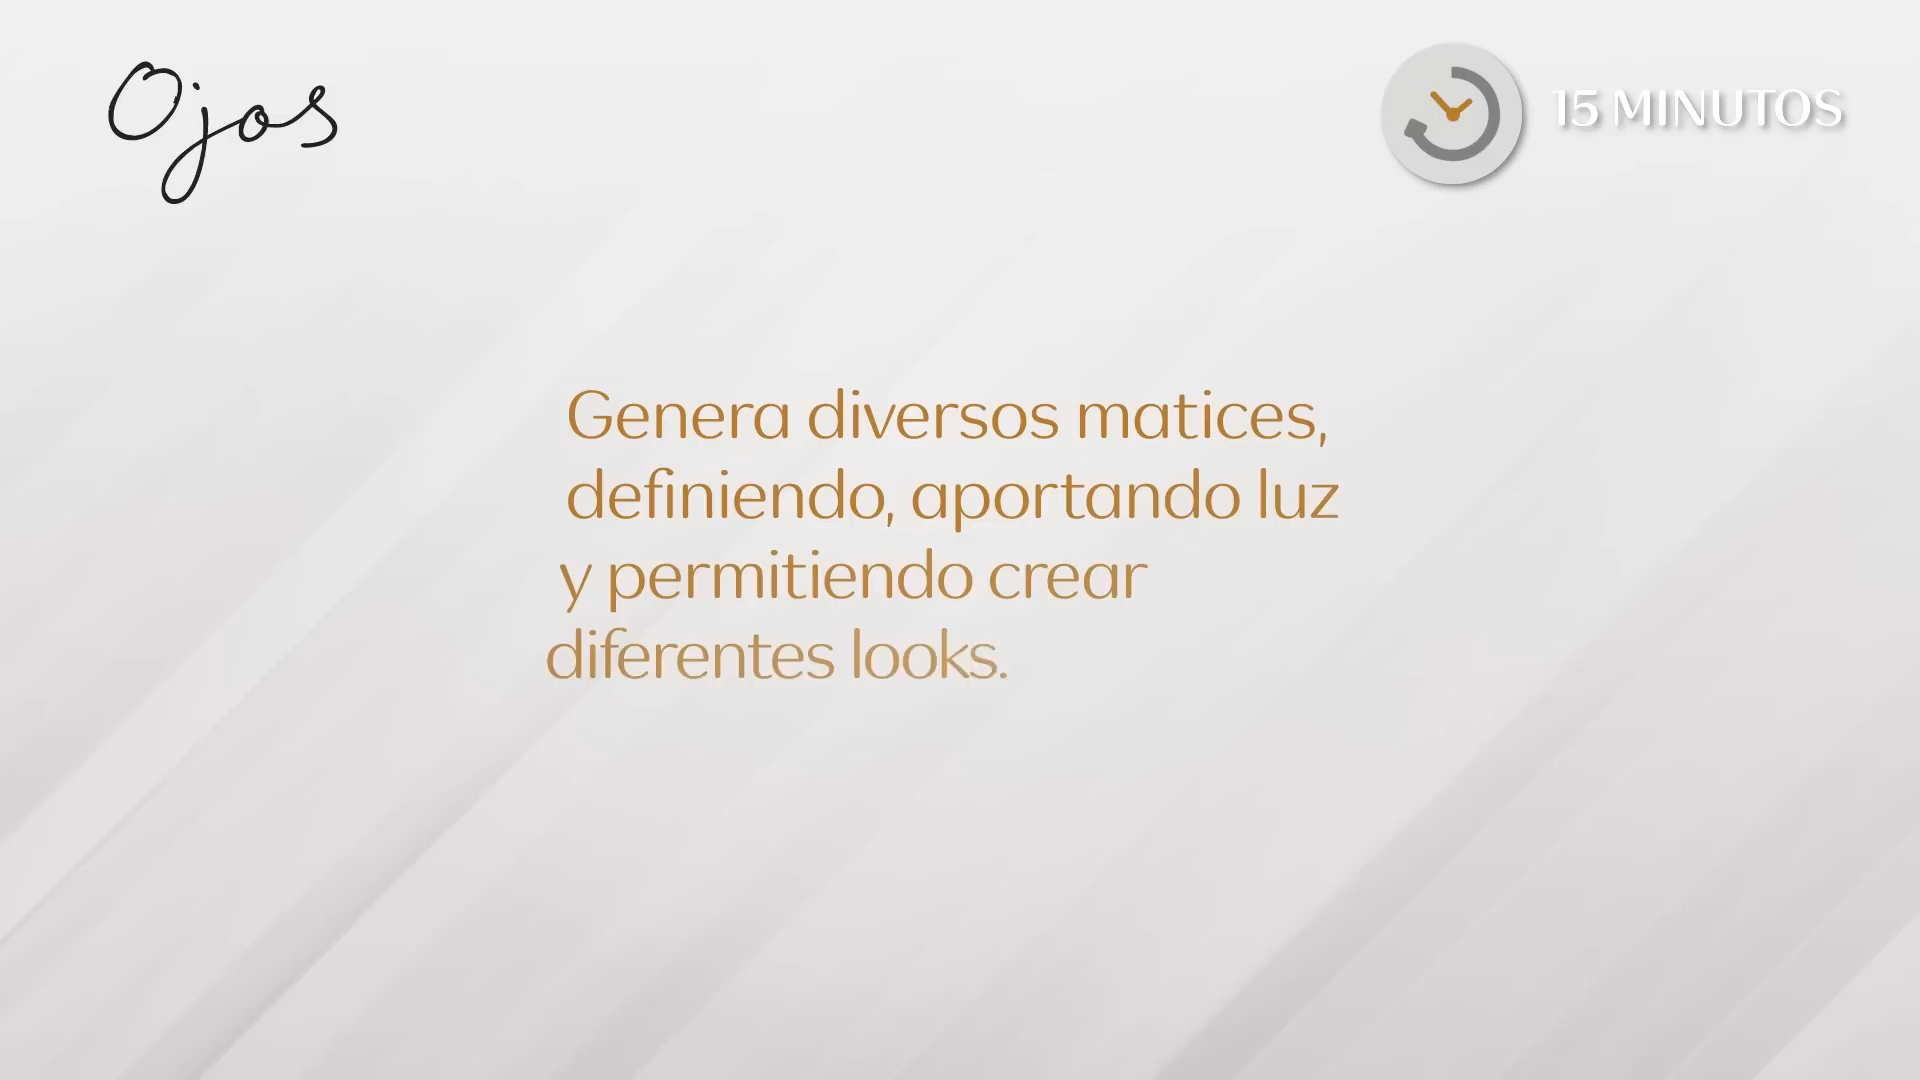 Ojos
15 MINUTOS
Genera diversos matices,
definiendo, aportando luz
y permitiendo crear
diferentes looks.